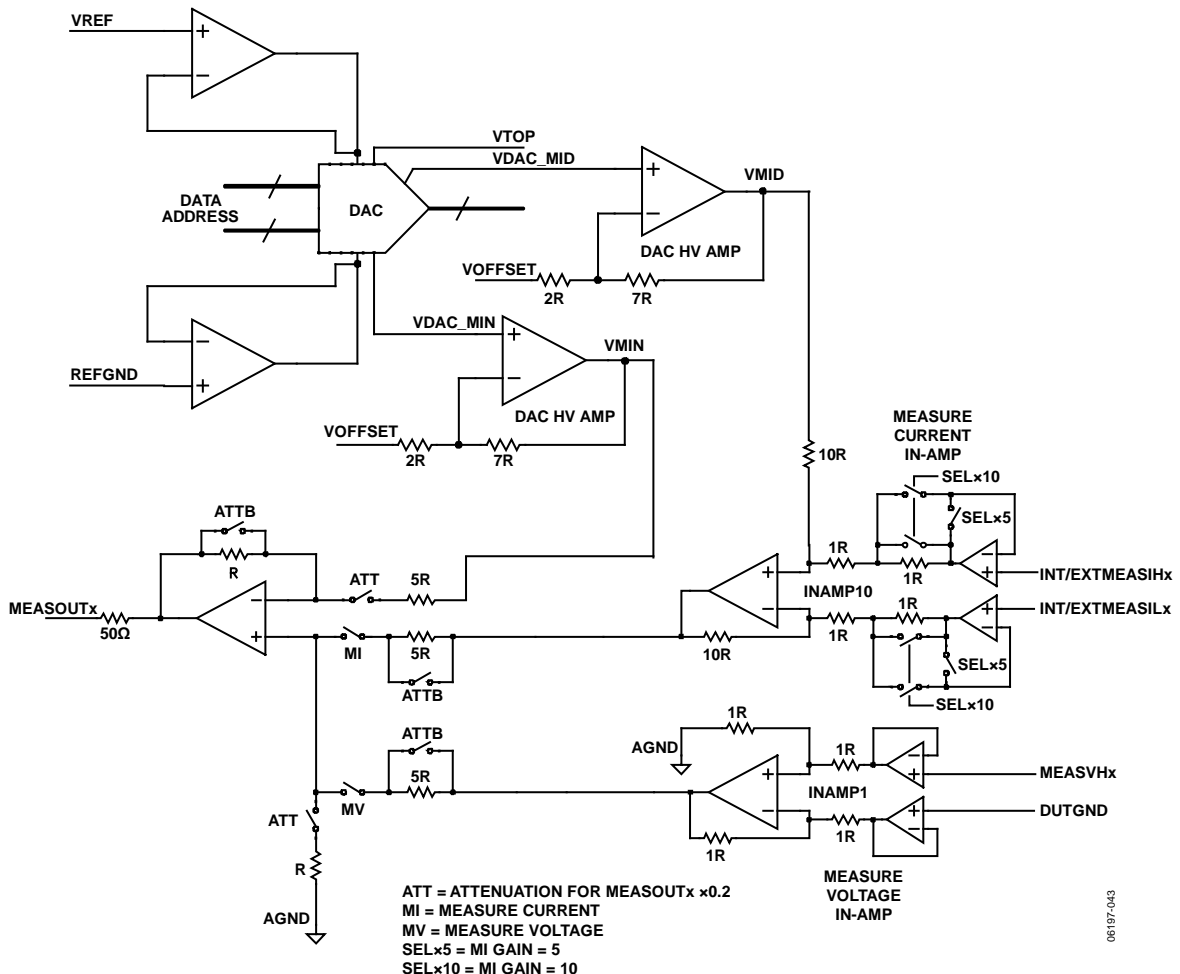 VREF
+
−
VTOP
VDAC_MID
+
−
VMID
DATA
ADDRESS
DAC
DAC HV AMP
VOFFSET
2R
7R
−
+
REFGND
VDAC_MIN
+
−
VMIN
DAC HV AMP
VOFFSET
2R
7R
10R
MEASURE
CURRENT
IN-AMP
SEL×10
SEL×5
ATTB
R
ATT
5R
1R
1R
−
+
INT/EXTMEASIHx
MEASOUTx
50Ω
−
+
MI
5R
ATTB
+
−
INAMP10
10R
1R
1R
+
−
INT/EXTMEASILx
SEL×5
SEL×10
ATTB
5R
MV
1R
AGND
+
−
INAMP1
1R
1R
1R
−
+
MEASVHx
+
−
DUTGND
ATT
R
AGND
MEASURE
VOLTAGE
IN-AMP
ATT = ATTENUATION FOR MEASOUTx ×0.2
MI = MEASURE CURRENT
MV = MEASURE VOLTAGE
SEL×5 = MI GAIN = 5
SEL×10 = MI GAIN = 10
06197-043